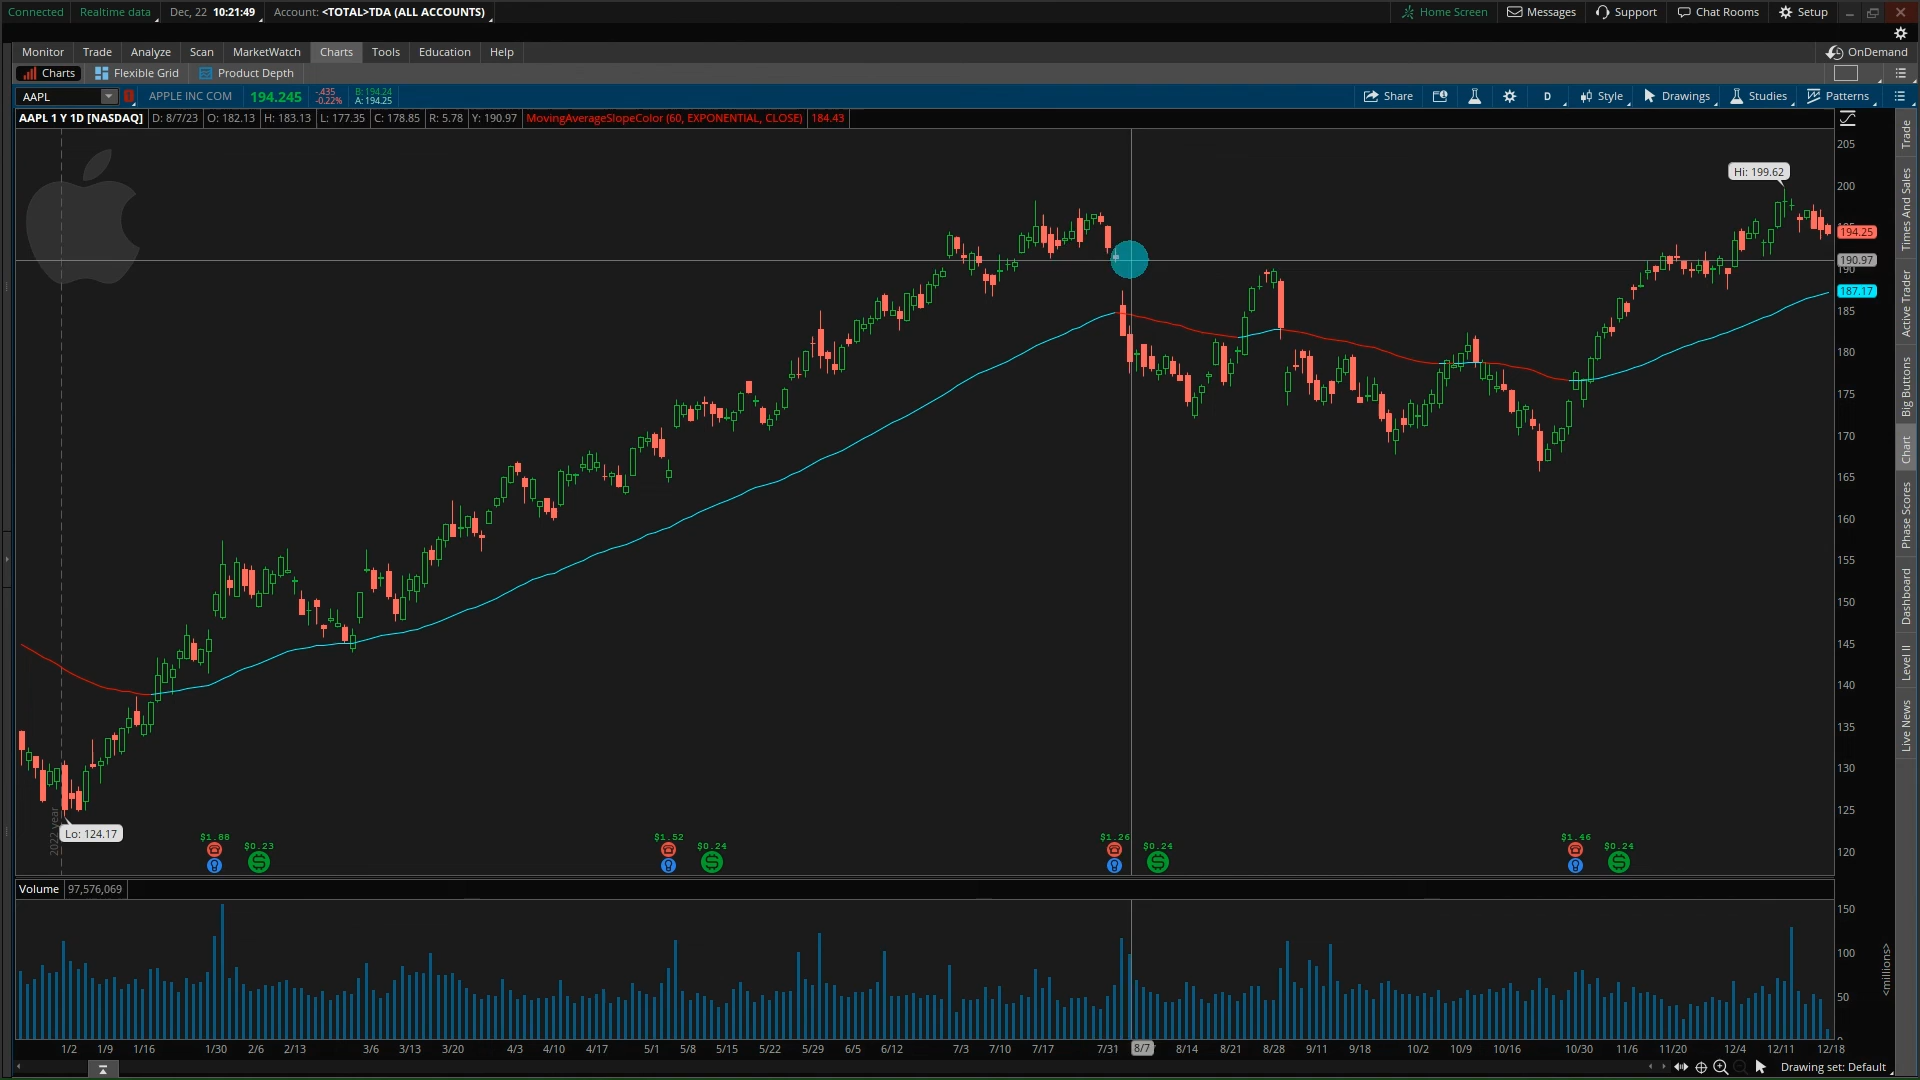 Connected Realtime data Dec, 22 10:21:49 Account: <TOTAL>TDA (ALL ACCOUNTS) Home Screen Messages Support Chat Rooms Setup
Monitor Trade Analyze Scan MarketWatch Charts Tools Education Help OnDemand
Charts Flexible Grid Product Depth
AAPL APPLE INC COM 194.245 -.435 -0.22% B: 194.24 A: 194.25 Share D Style Drawings Studies Patterns
AAPL 1 Y 1D [NASDAQ] D: 8/7/23 O: 182.13 H: 183.13 L: 177.35 C: 178.85 R: 5.78 Y: 190.97 MovingAverageSlopeColor (60, EXPONENTIAL, CLOSE) 184.43
205
Hi: 199.62
200
194.25
190.97
190
187.17
185
180
175
170
165
160
155
150
145
140
135
130
125
120
2022 year
Lo: 124.17
$1.88 $0.23 $1.52 $0.24 $1.26 $0.24 $1.46 $0.24
Volume 97,576,069
150
100
50
<millions>
1/2 1/9 1/16 1/30 2/6 2/13 3/6 3/13 3/20 4/3 4/10 4/17 5/1 5/8 5/15 5/22 5/29 6/5 6/12 7/3 7/10 7/17 7/31 8/7 8/14 8/21 8/28 9/11 9/18 10/2 10/9 10/16 10/30 11/6 11/20 12/4 12/11 12/18
Drawing set: Default
Trade
Times And Sales
Active Trader
Big Buttons
Chart
Phase Scores
Dashboard
Level II
Live News